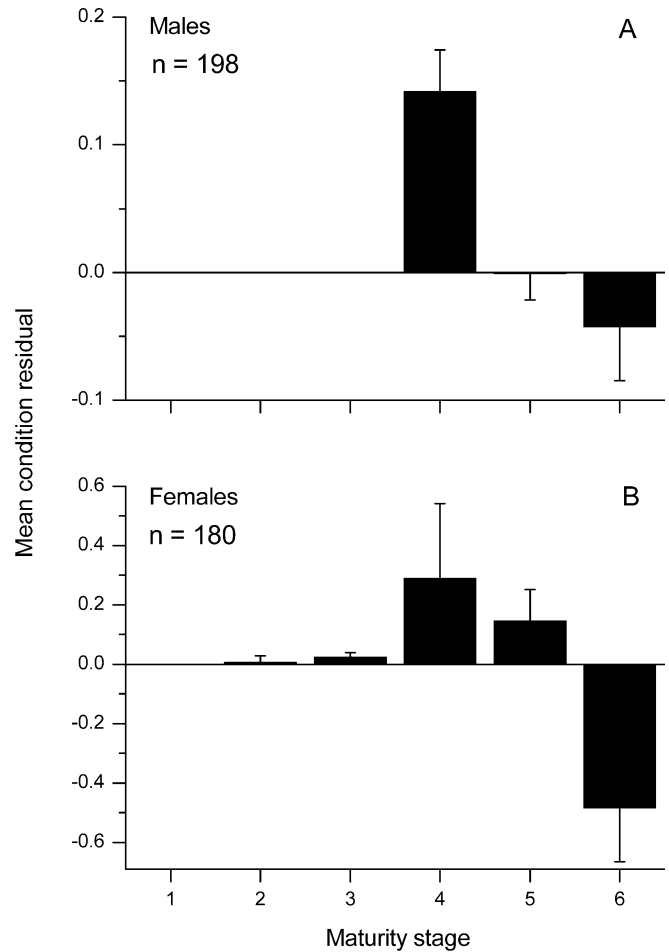 Males
A
n = 198
0.2
0.1
0.0
-0.1
Mean condition residual
Females
B
n = 180
0.6
0.4
0.2
0.0
-0.2
-0.4
-0.6
1 2 3 4 5 6
Maturity stage